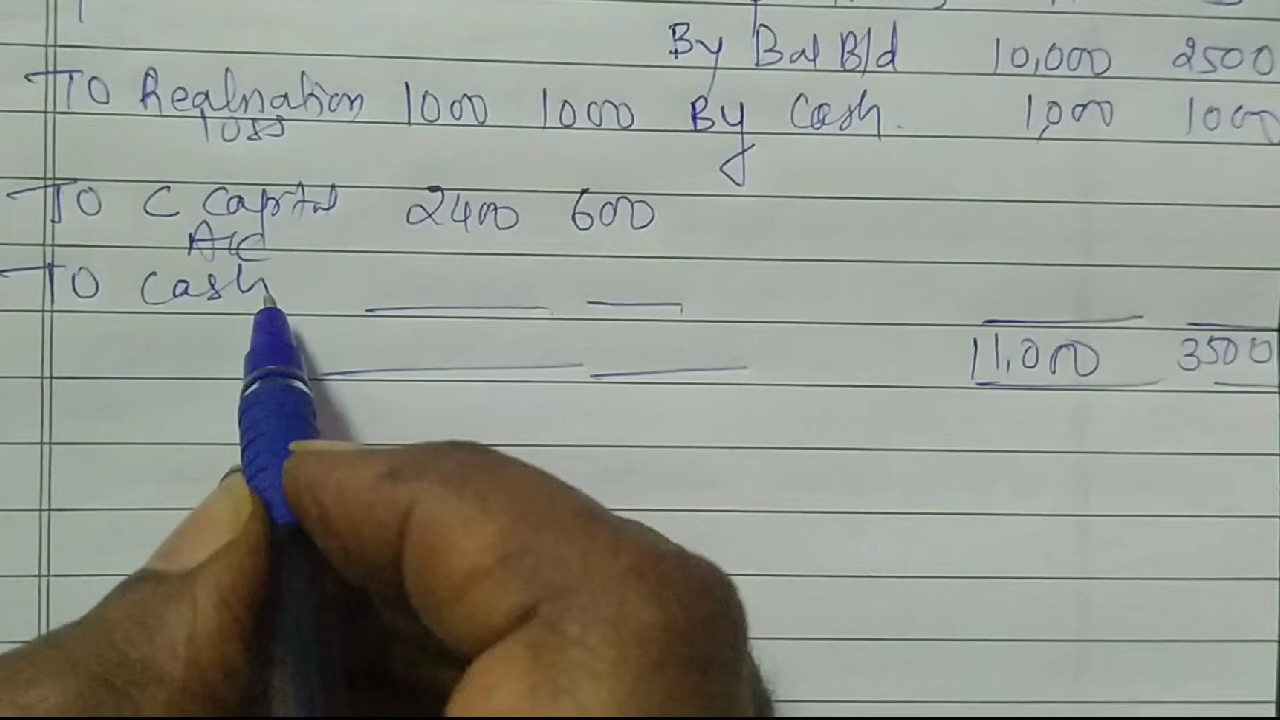 By Bal B/d 10,000 2500
To Realnation 1000 1000 By Cash. 1,000 1000
loss
To C Capital 2400 600
A/C
To Cash
11,000 3500